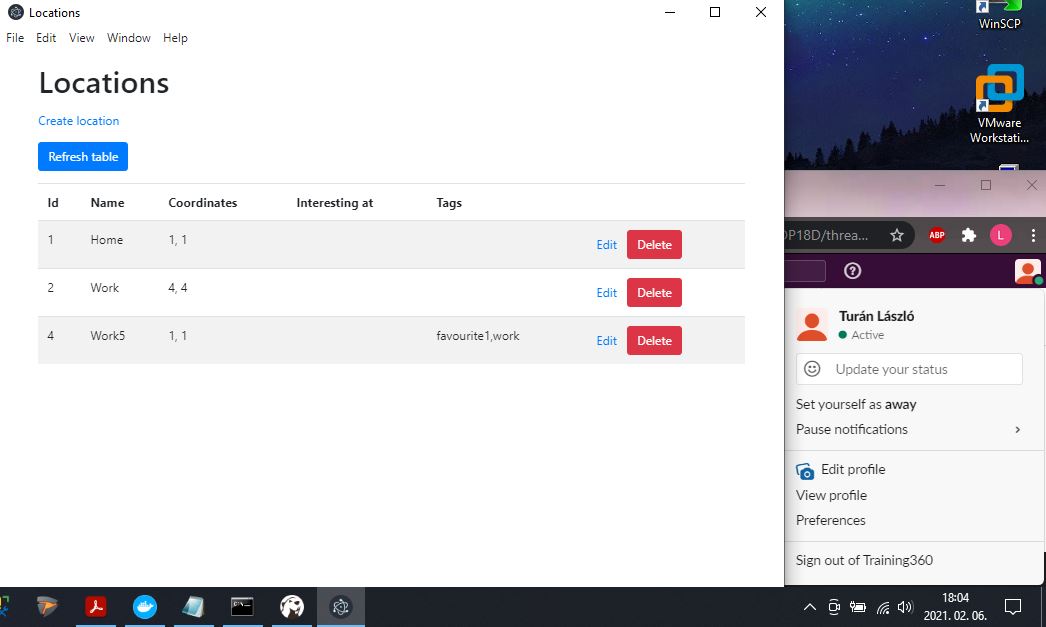 Locations
File Edit View Window Help
Locations
Create location
Refresh table
Id Name Coordinates Interesting at Tags
1 Home 1, 1 Edit Delete
2 Work 4, 4 Edit Delete
4 Work5 1, 1 favourite1,work Edit Delete
WinSCP
VMware
Workstati...
DP18D/threa...
ABP
L
Turán László
Active
Update your status
Set yourself as away
Pause notifications
Edit profile
View profile
Preferences
Sign out of Training360
18:04
2021. 02. 06.